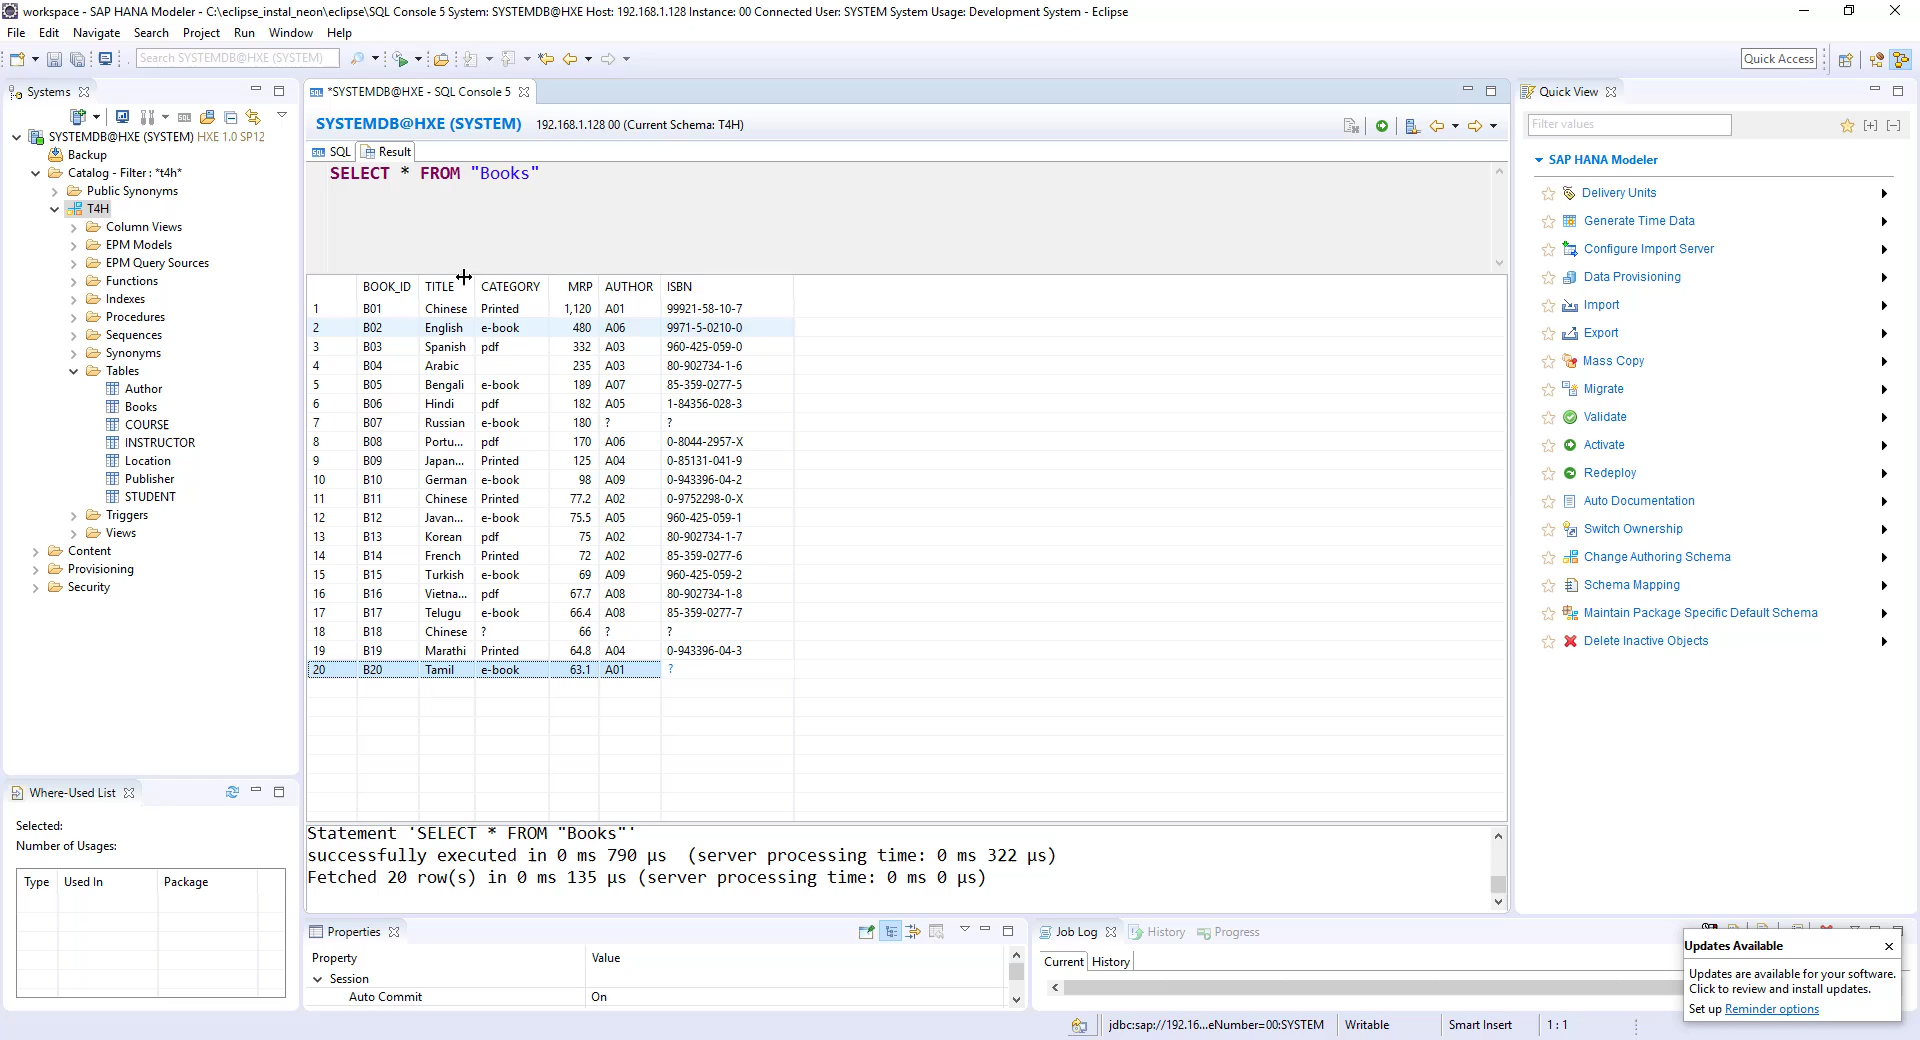 workspace - SAP HANA Modeler - C:\eclipse_instal_neon\eclipse\SQL Console 5 System: SYSTEMDB@HXE Host: 192.168.1.128 Instance: 00 Connected User: SYSTEM System Usage: Development System - Eclipse
File Edit Navigate Search Project Run Window Help
Search SYSTEMDB@HXE (SYSTEM)
Quick Access
Systems
SYSTEMDB@HXE (SYSTEM) HXE 1.0 SP12
Backup
Catalog - Filter : *t4h*
Public Synonyms
T4H
Column Views
EPM Models
EPM Query Sources
Functions
Indexes
Procedures
Sequences
Synonyms
Tables
Author
Books
COURSE
INSTRUCTOR
Location
Publisher
STUDENT
Triggers
Views
Content
Provisioning
Security
Where-Used List
Selected:
Number of Usages:
Type Used In Package
*SYSTEMDB@HXE - SQL Console 5
SYSTEMDB@HXE (SYSTEM) 192.168.1.128 00 (Current Schema: T4H)
SQL Result
SELECT * FROM "Books"
BOOK_ID TITLE CATEGORY MRP AUTHOR ISBN
1 B01 Chinese Printed 1,120 A01 99921-58-10-7
2 B02 English e-book 480 A06 9971-5-0210-0
3 B03 Spanish pdf 332 A03 960-425-059-0
4 B04 Arabic 235 A03 80-902734-1-6
5 B05 Bengali e-book 189 A07 85-359-0277-5
6 B06 Hindi pdf 182 A05 1-84356-028-3
7 B07 Russian e-book 180 ? ?
8 B08 Portu... pdf 170 A06 0-8044-2957-X
9 B09 Japan... Printed 125 A04 0-85131-041-9
10 B10 German e-book 98 A09 0-943396-04-2
11 B11 Chinese Printed 77.2 A02 0-9752298-0-X
12 B12 Javan... e-book 75.5 A05 960-425-059-1
13 B13 Korean pdf 75 A02 80-902734-1-7
14 B14 French Printed 72 A02 85-359-0277-6
15 B15 Turkish e-book 69 A09 960-425-059-2
16 B16 Vietna... pdf 67.7 A08 80-902734-1-8
17 B17 Telugu e-book 66.4 A08 85-359-0277-7
18 B18 Chinese ? 66 ? ?
19 B19 Marathi Printed 64.8 A04 0-943396-04-3
20 B20 Tamil e-book 63.1 A01 ?
Statement 'SELECT * FROM "Books"'
successfully executed in 0 ms 790 µs (server processing time: 0 ms 322 µs)
Fetched 20 row(s) in 0 ms 135 µs (server processing time: 0 ms 0 µs)
Properties
Property Value
Session
Auto Commit On
Job Log History Progress
Current History
Quick View
Filter values
SAP HANA Modeler
Delivery Units
Generate Time Data
Configure Import Server
Data Provisioning
Import
Export
Mass Copy
Migrate
Validate
Activate
Redeploy
Auto Documentation
Switch Ownership
Change Authoring Schema
Schema Mapping
Maintain Package Specific Default Schema
Delete Inactive Objects
Updates Available
Updates are available for your software.
Click to review and install updates.
Set up Reminder options
jdbc:sap://192.16...eNumber=00:SYSTEM Writable Smart Insert 1 : 1